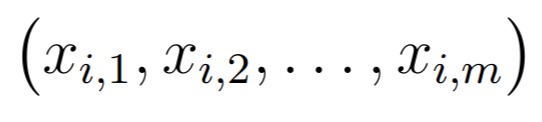 (x_{i,1}, x_{i,2}, . . . , x_{i,m})